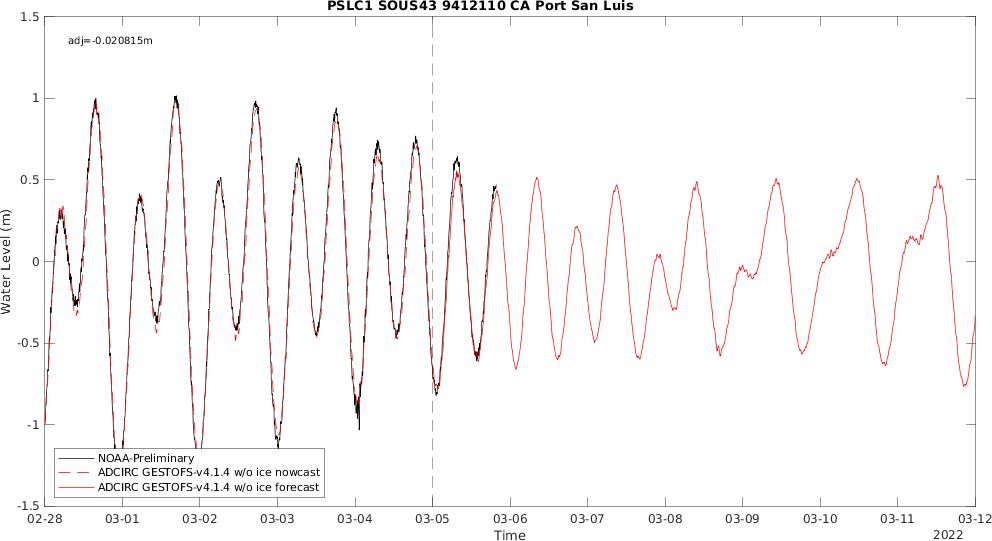 PSLC1 SOUS43 9412110 CA Port San Luis
adj=-0.020815m
1.5
1
0.5
0
-0.5
-1
-1.5
Water Level (m)
NOAA-Preliminary
ADCIRC GESTOFS-v4.1.4 w/o ice nowcast
ADCIRC GESTOFS-v4.1.4 w/o ice forecast
02-28 03-01 03-02 03-03 03-04 03-05 03-06 03-07 03-08 03-09 03-10 03-11 03-12
Time
2022